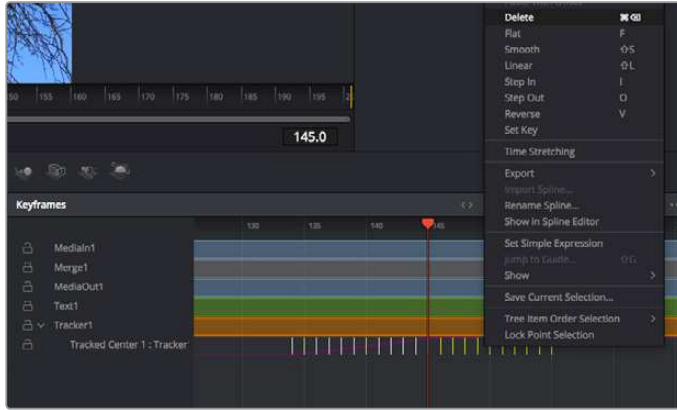 Delete ⌘⌫
Flat F
Smooth ⇧S
Linear ⇧L
Step In I
Step Out O
Reverse V
Set Key
Time Stretching
Export
Import Spline...
Rename Spline...
Show in Spline Editor
Set Simple Expression
Jump to Guide... ⇧G
Show
Save Current Selection...
Tree Item Order Selection
Lock Point Selection
50 155 160 165 170 175 180 185 190 195
145.0
Keyframes
130 135 140 145
MediaIn1
Merge1
MediaOut1
Text1
Tracker1
Tracked Center 1 : Tracker